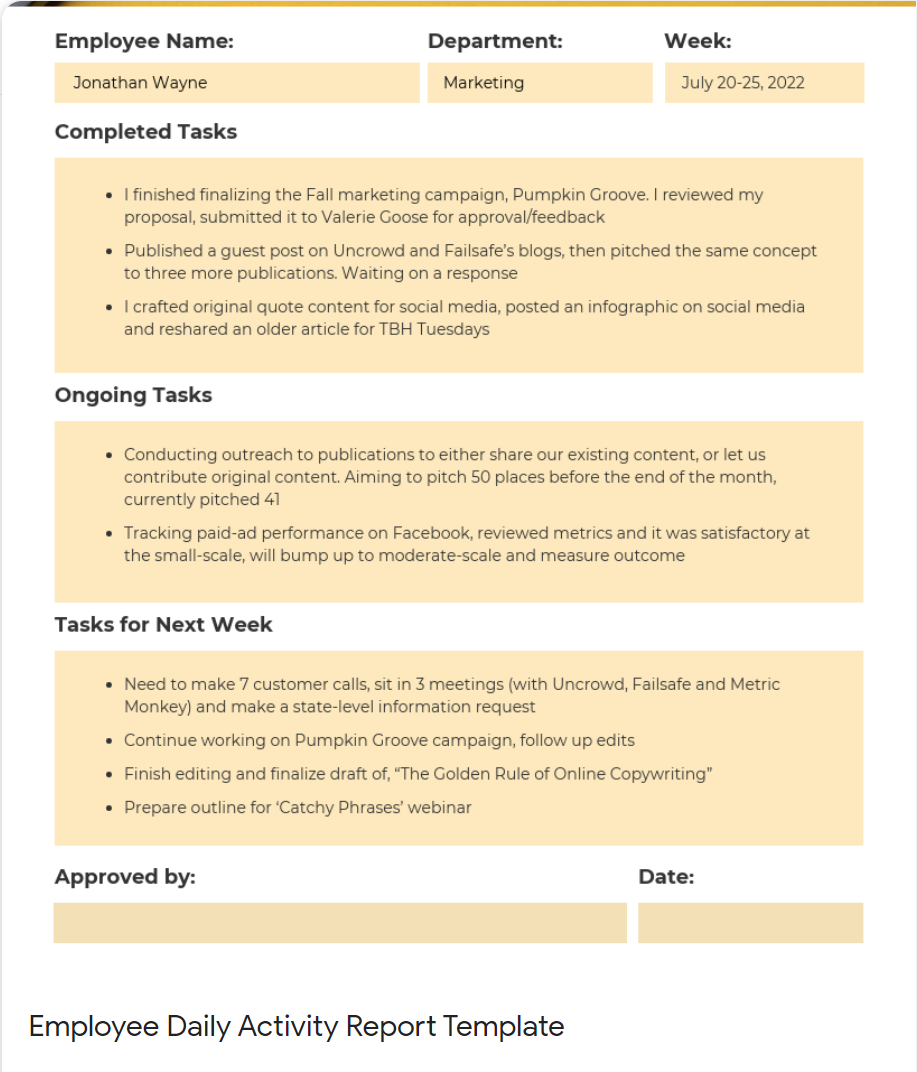 Employee Name: Department: Week:
Jonathan Wayne Marketing July 20-25, 2022
Completed Tasks
• I finished finalizing the Fall marketing campaign, Pumpkin Groove. I reviewed my
proposal, submitted it to Valerie Goose for approval/feedback
• Published a guest post on Uncrowd and Failsafe’s blogs, then pitched the same concept
to three more publications. Waiting on a response
• I crafted original quote content for social media, posted an infographic on social media
and reshared an older article for TBH Tuesdays
Ongoing Tasks
• Conducting outreach to publications to either share our existing content, or let us
contribute original content. Aiming to pitch 50 places before the end of the month,
currently pitched 41
• Tracking paid-ad performance on Facebook, reviewed metrics and it was satisfactory at
the small-scale, will bump up to moderate-scale and measure outcome
Tasks for Next Week
• Need to make 7 customer calls, sit in 3 meetings (with Uncrowd, Failsafe and Metric
Monkey) and make a state-level information request
• Continue working on Pumpkin Groove campaign, follow up edits
• Finish editing and finalize draft of, “The Golden Rule of Online Copywriting”
• Prepare outline for ‘Catchy Phrases’ webinar
Approved by: Date:
Employee Daily Activity Report Template